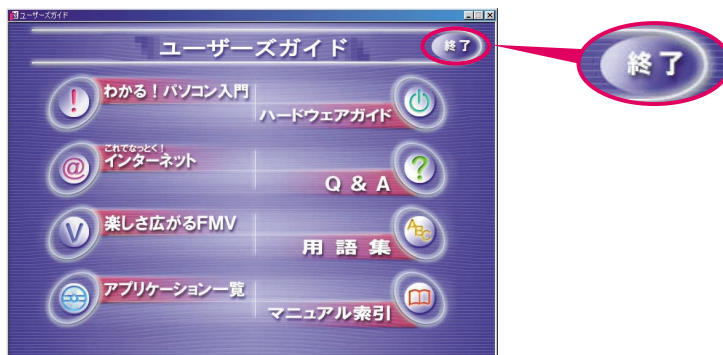 ユーザーズガイド
ユーザーズガイド
終了
終了
!
わかる!パソコン入門
ハードウェアガイド
@
これでなっとく!
インターネット
?
Q & A
V
楽しさ広がるFMV
ABC
用語集
アプリケーション一覧
マニュアル索引